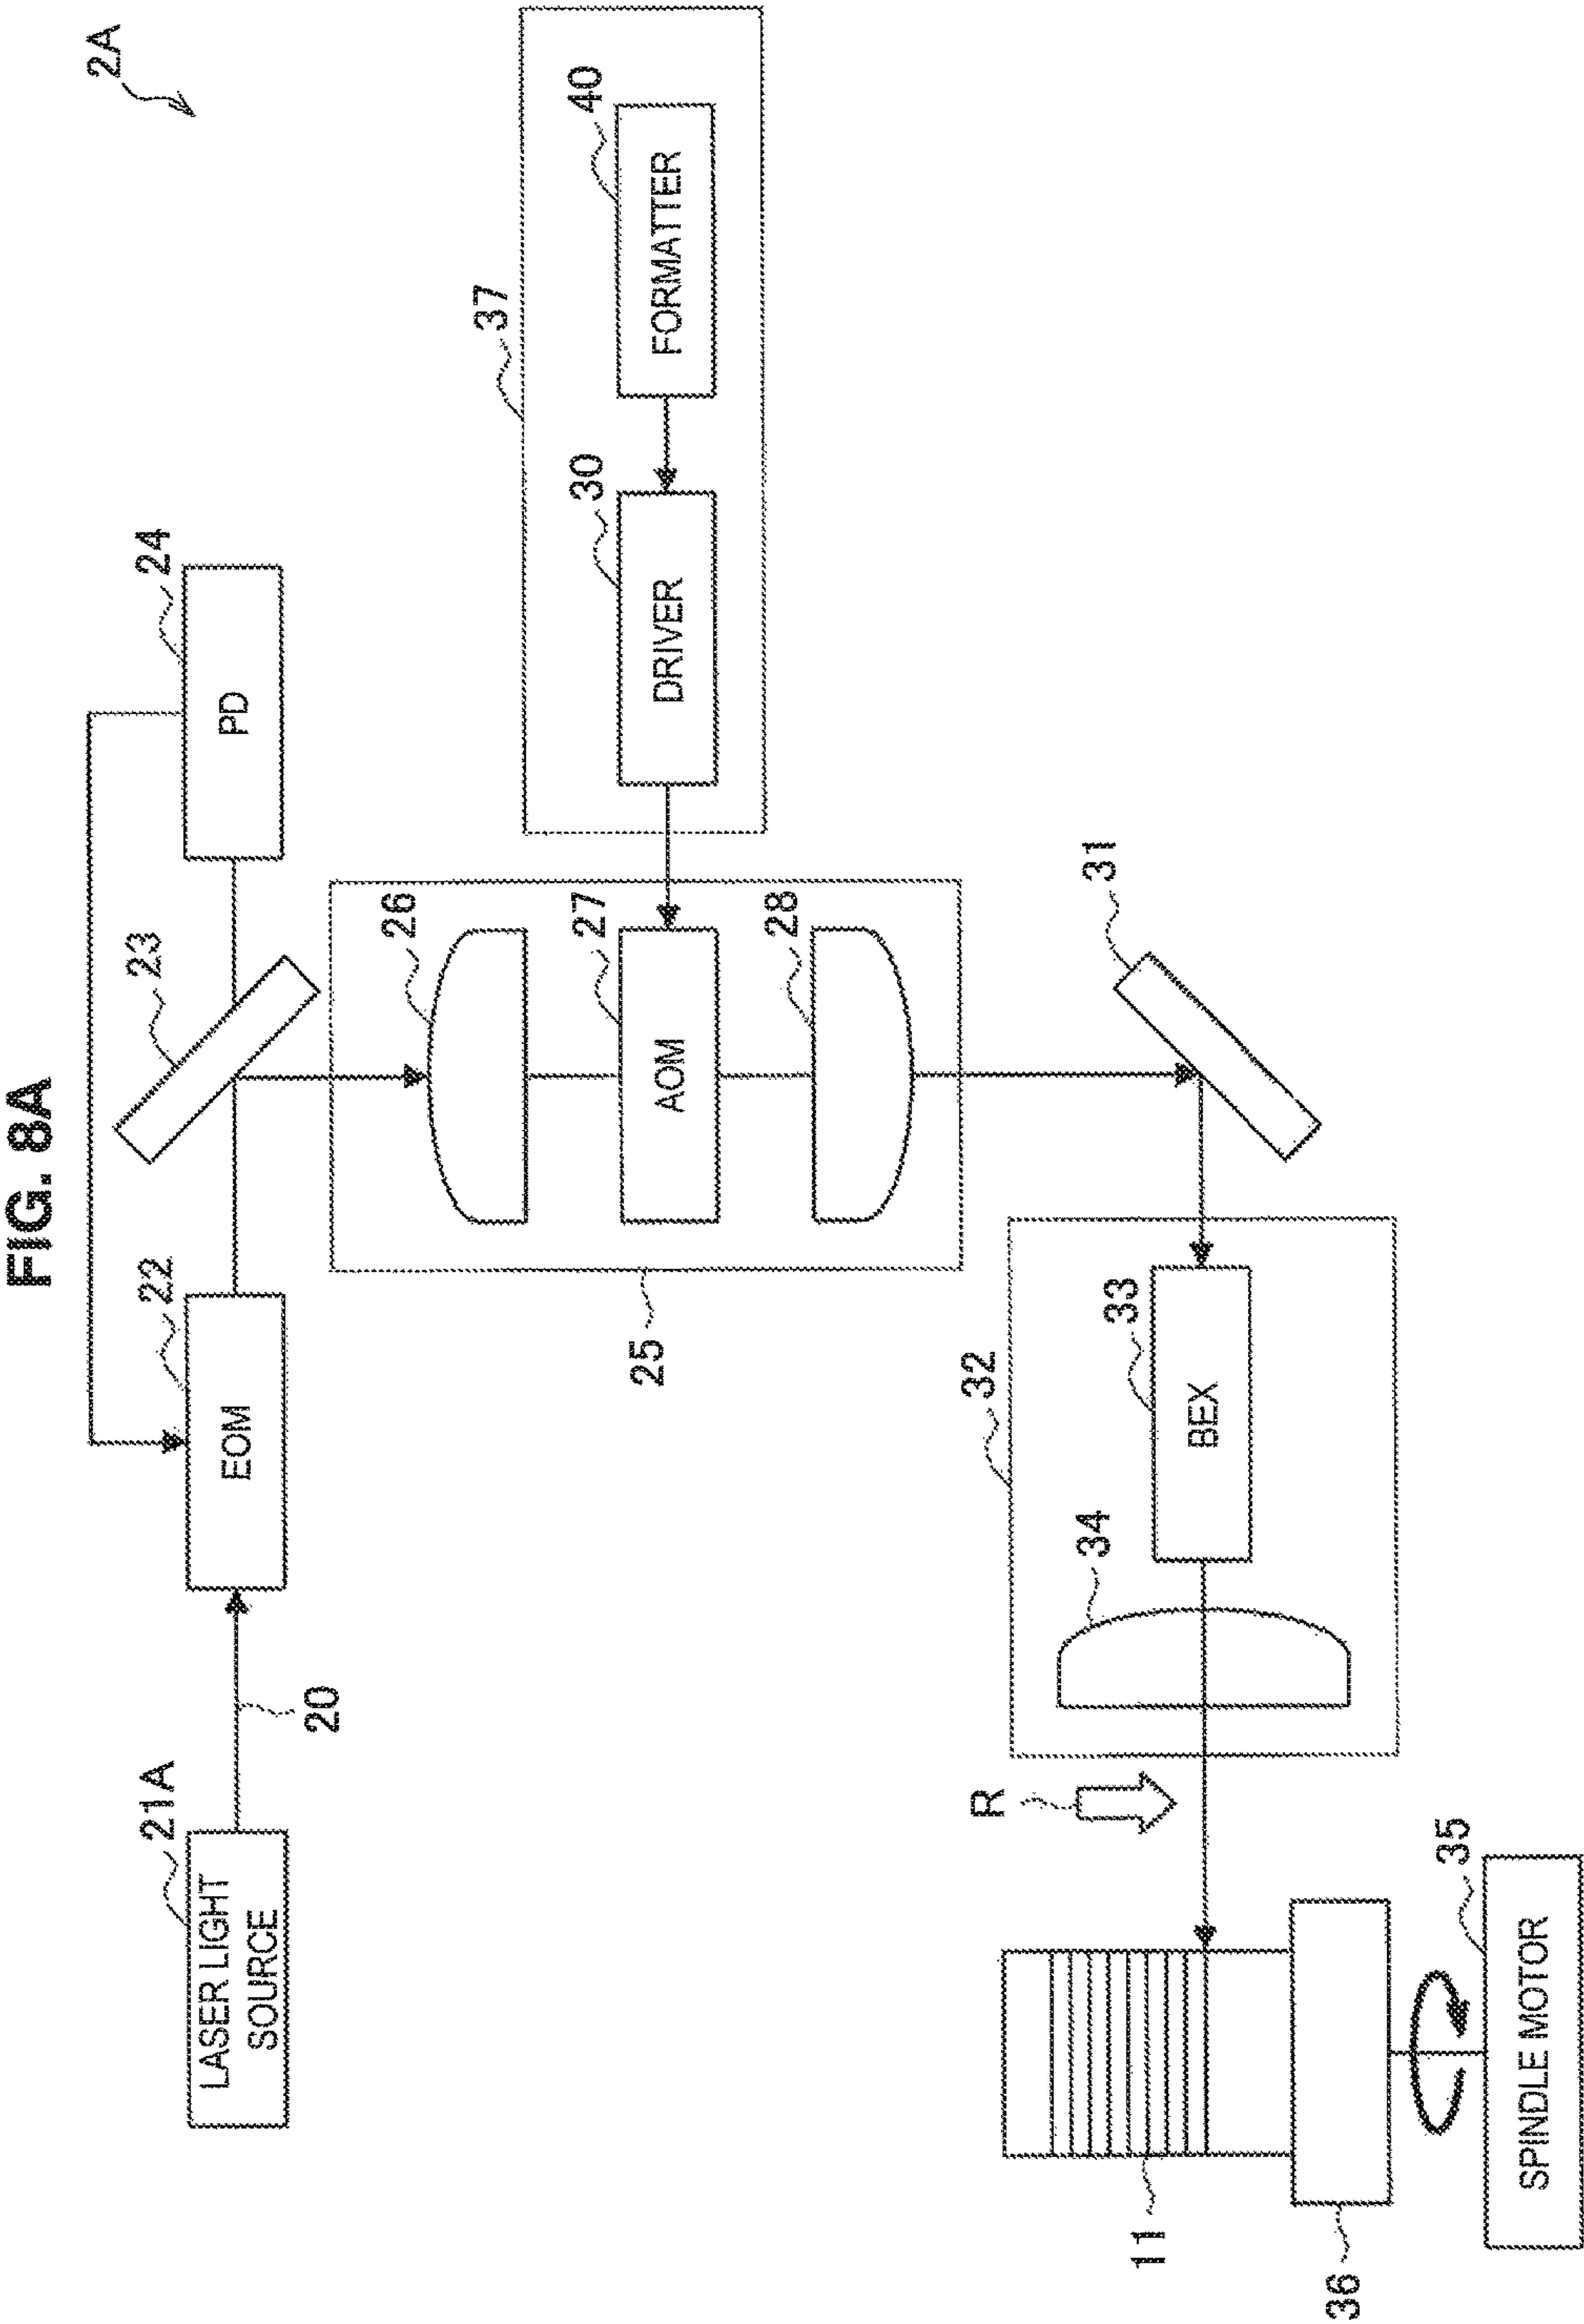 FIG. 8A
2A
24
PD
23
22
EOM
20
21A
LASER LIGHT
SOURCE
37
40
FORMATTER
30
DRIVER
26
27
AOM
28
25
31
32
33
BEX
34
R
11
36
35
SPINDLE MOTOR